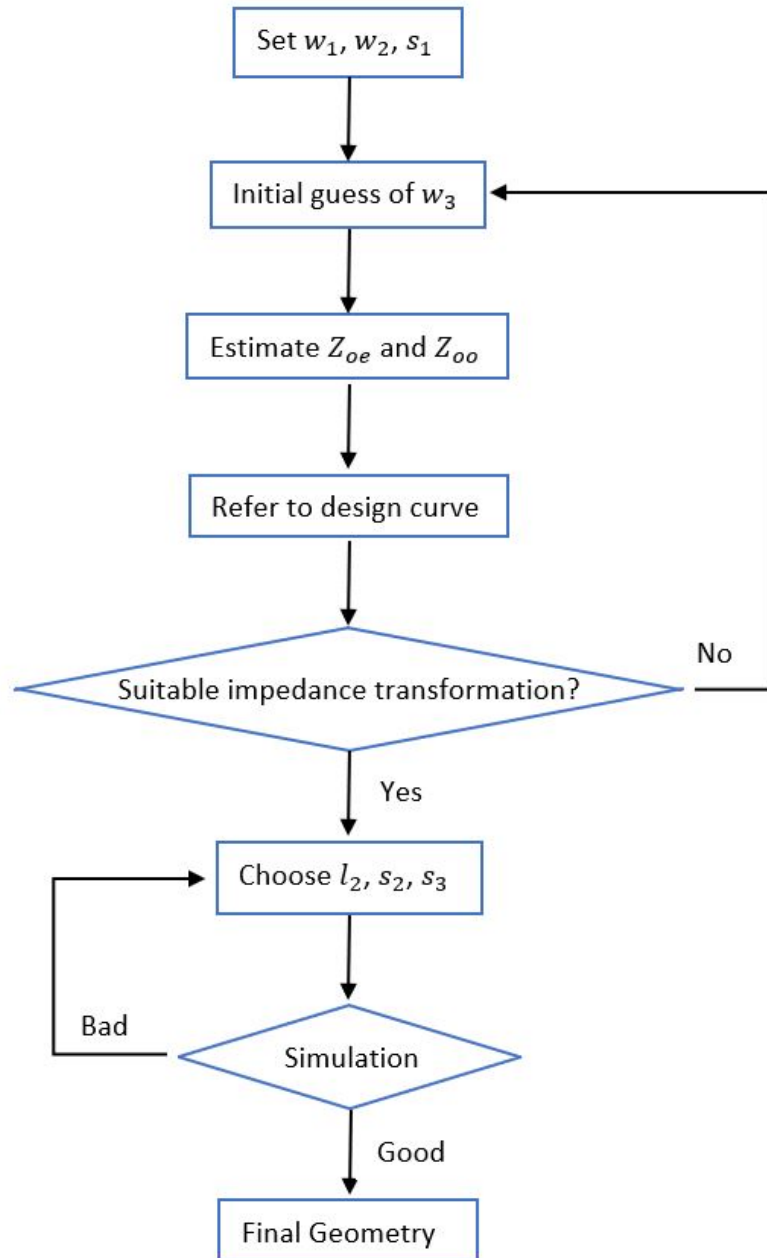 Set w₁, w₂, s₁
Initial guess of w₃
Estimate Zₒₑ and Zₒₒ
Refer to design curve
Suitable impedance transformation?
No
Yes
Choose l₂, s₂, s₃
Bad
Simulation
Good
Final Geometry